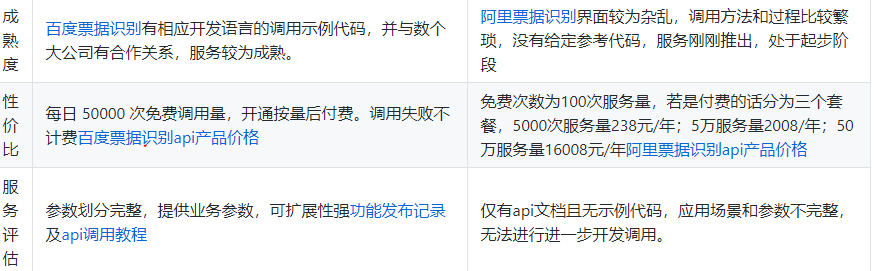 成熟度
百度票据识别有相应开发语言的调用示例代码，并与数个
大公司有合作关系，服务较为成熟。
阿里票据识别界面较为杂乱，调用方法和过程比较繁
琐，没有给定参考代码，服务刚刚推出，处于起步阶
段
性价比
每日 50000 次免费调用量，开通按量后付费。调用失败不
计费百度票据识别api产品价格
免费次数为100次服务量，若是付费的话分为三个套
餐，5000次服务量238元/年；5万服务量2008/年；50
万服务量16008元/年阿里票据识别api产品价格
服务评估
参数划分完整，提供业务参数，可扩展性强功能发布记录
及api调用教程
仅有api文档且无示例代码，应用场景和参数不完整，
无法进行进一步开发调用。